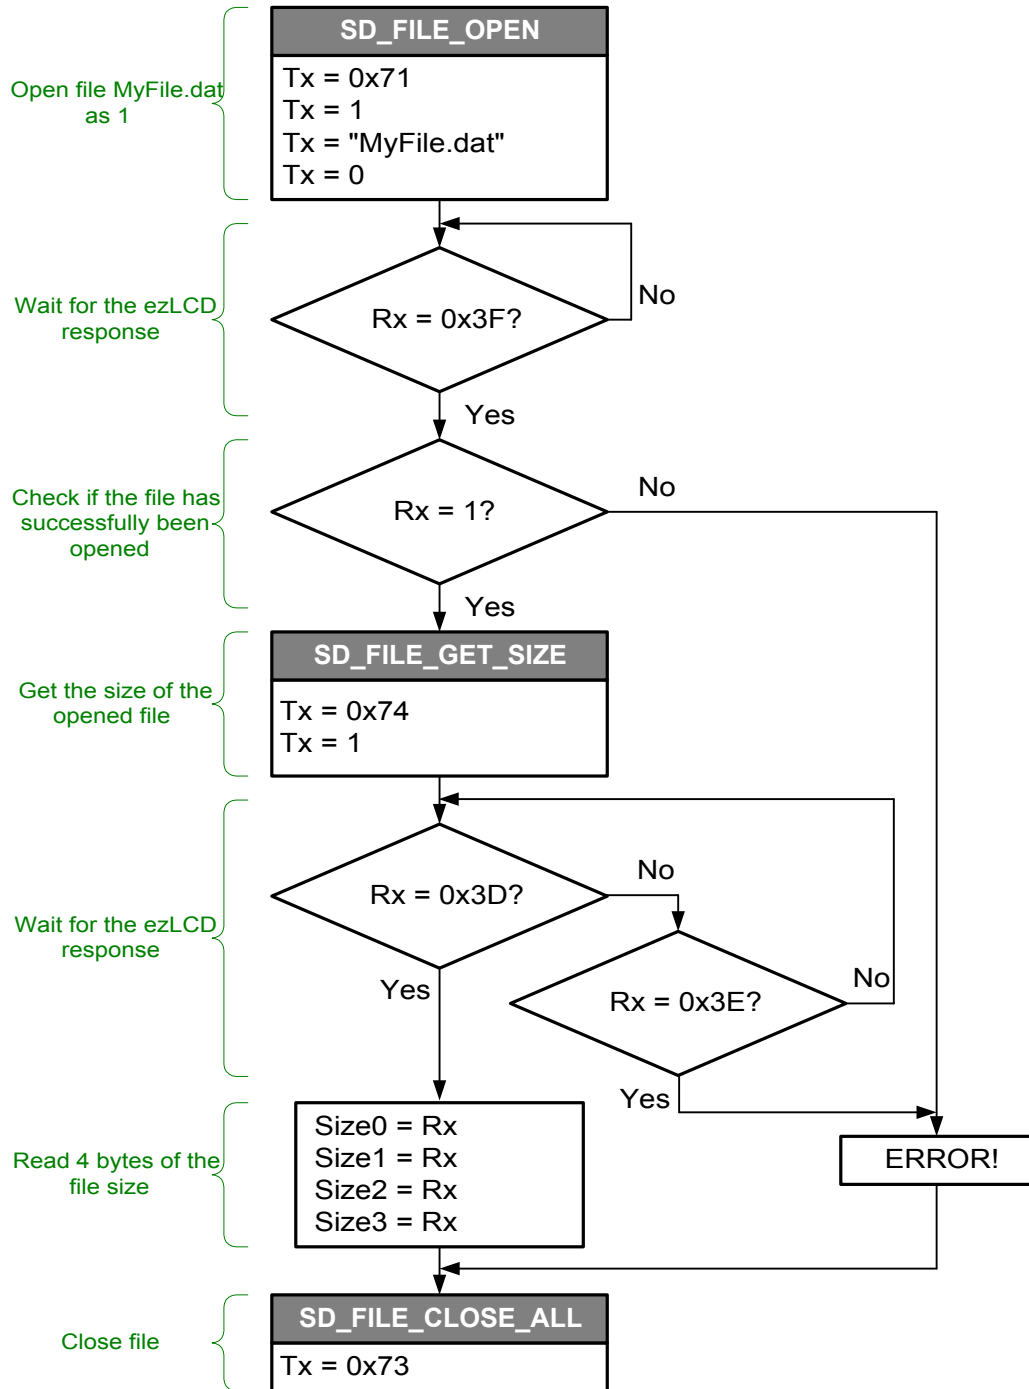 SD_FILE_OPEN
Open file MyFile.dat
as 1
Tx = 0x71
Tx = 1
Tx = "MyFile.dat"
Tx = 0
Wait for the ezLCD
response
Rx = 0x3F?
No
Yes
Check if the file has
successfully been
opened
Rx = 1?
No
Yes
SD_FILE_GET_SIZE
Get the size of the
opened file
Tx = 0x74
Tx = 1
Wait for the ezLCD
response
Rx = 0x3D?
No
Yes
Rx = 0x3E?
No
Yes
Read 4 bytes of the
file size
Size0 = Rx
Size1 = Rx
Size2 = Rx
Size3 = Rx
ERROR!
SD_FILE_CLOSE_ALL
Close file
Tx = 0x73